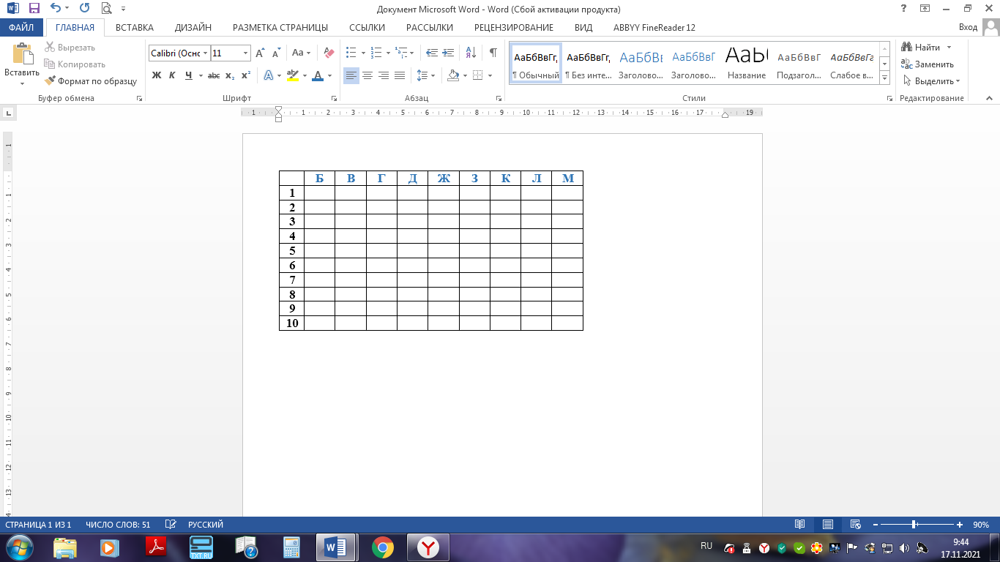 Документ Microsoft Word - Word (Сбой активации продукта)
ФАЙЛ ГЛАВНАЯ ВСТАВКА ДИЗАЙН РАЗМЕТКА СТРАНИЦЫ ССЫЛКИ РАССЫЛКИ РЕЦЕНЗИРОВАНИЕ ВИД ABBYY FineReader 12 Вход
Вставить
Вырезать
Копировать
Формат по образцу
Calibri (Оснс 11
Ж К Ч abc x₂ x²
АаБбВвГг, АаБбВвГг, АаБбВв АаБбВвГ АаБ АаБбВвГ АаБбВвГг
¶ Обычный ¶ Без инте... Заголово... Заголово... Название Подзагол... Слабое в...
Найти
Заменить
Выделить
Буфер обмена Шрифт Абзац Стили Редактирование
1 1 2 3 4 5 6 7 8 9 10 11 12 13 14 15 16 17 19
Б В Г Д Ж З К Л М
1
2
3
4
5
6
7
8
9
10
СТРАНИЦА 1 ИЗ 1 ЧИСЛО СЛОВ: 51 РУССКИЙ 90%
RU 9:44
17.11.2021